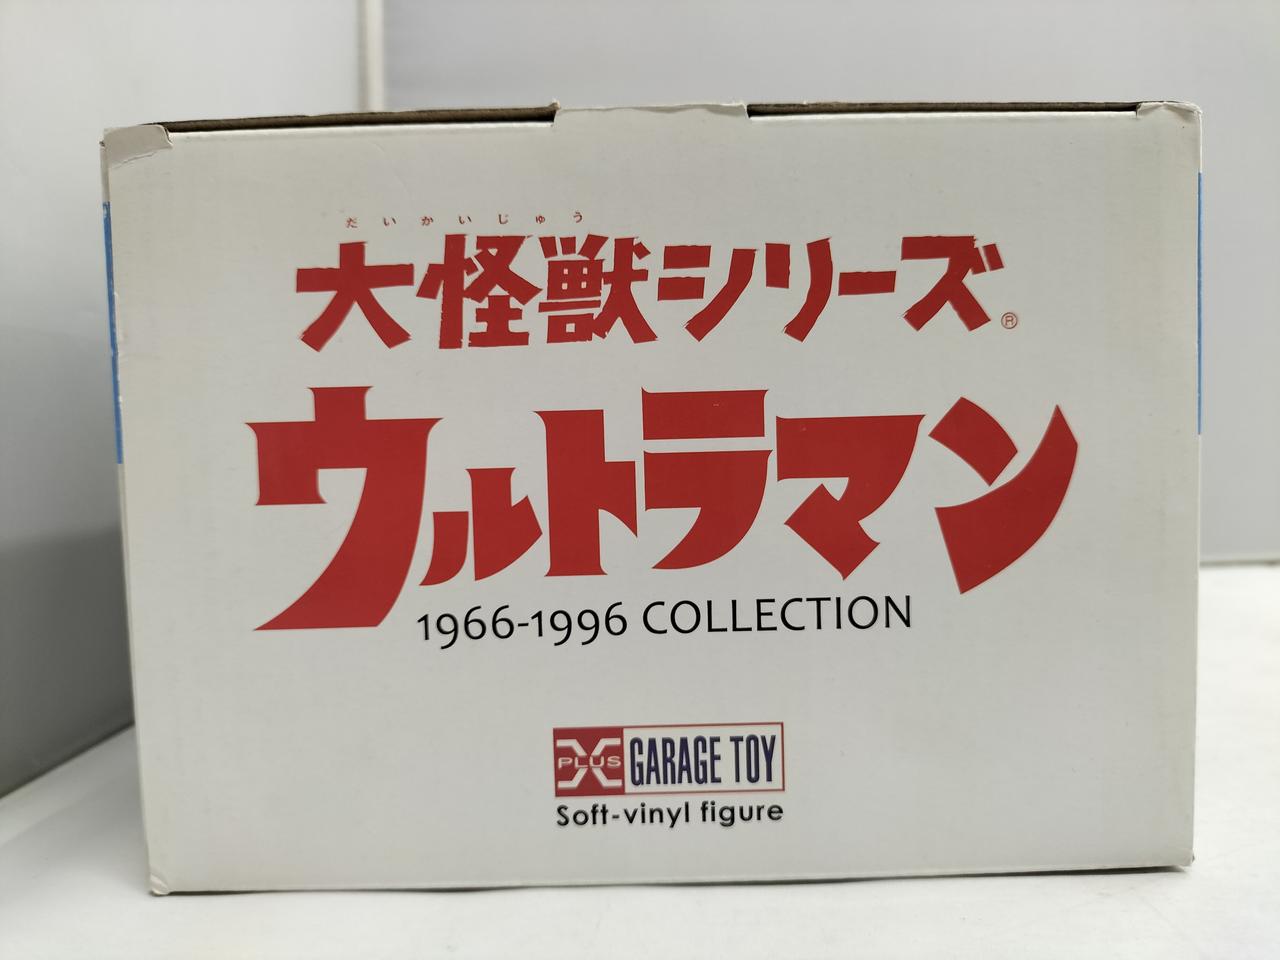 だいかいじゅう
大怪獣シリーズ®
ウルトラマン
1966-1996 COLLECTION
X PLUS GARAGE TOY
Soft-vinyl figure